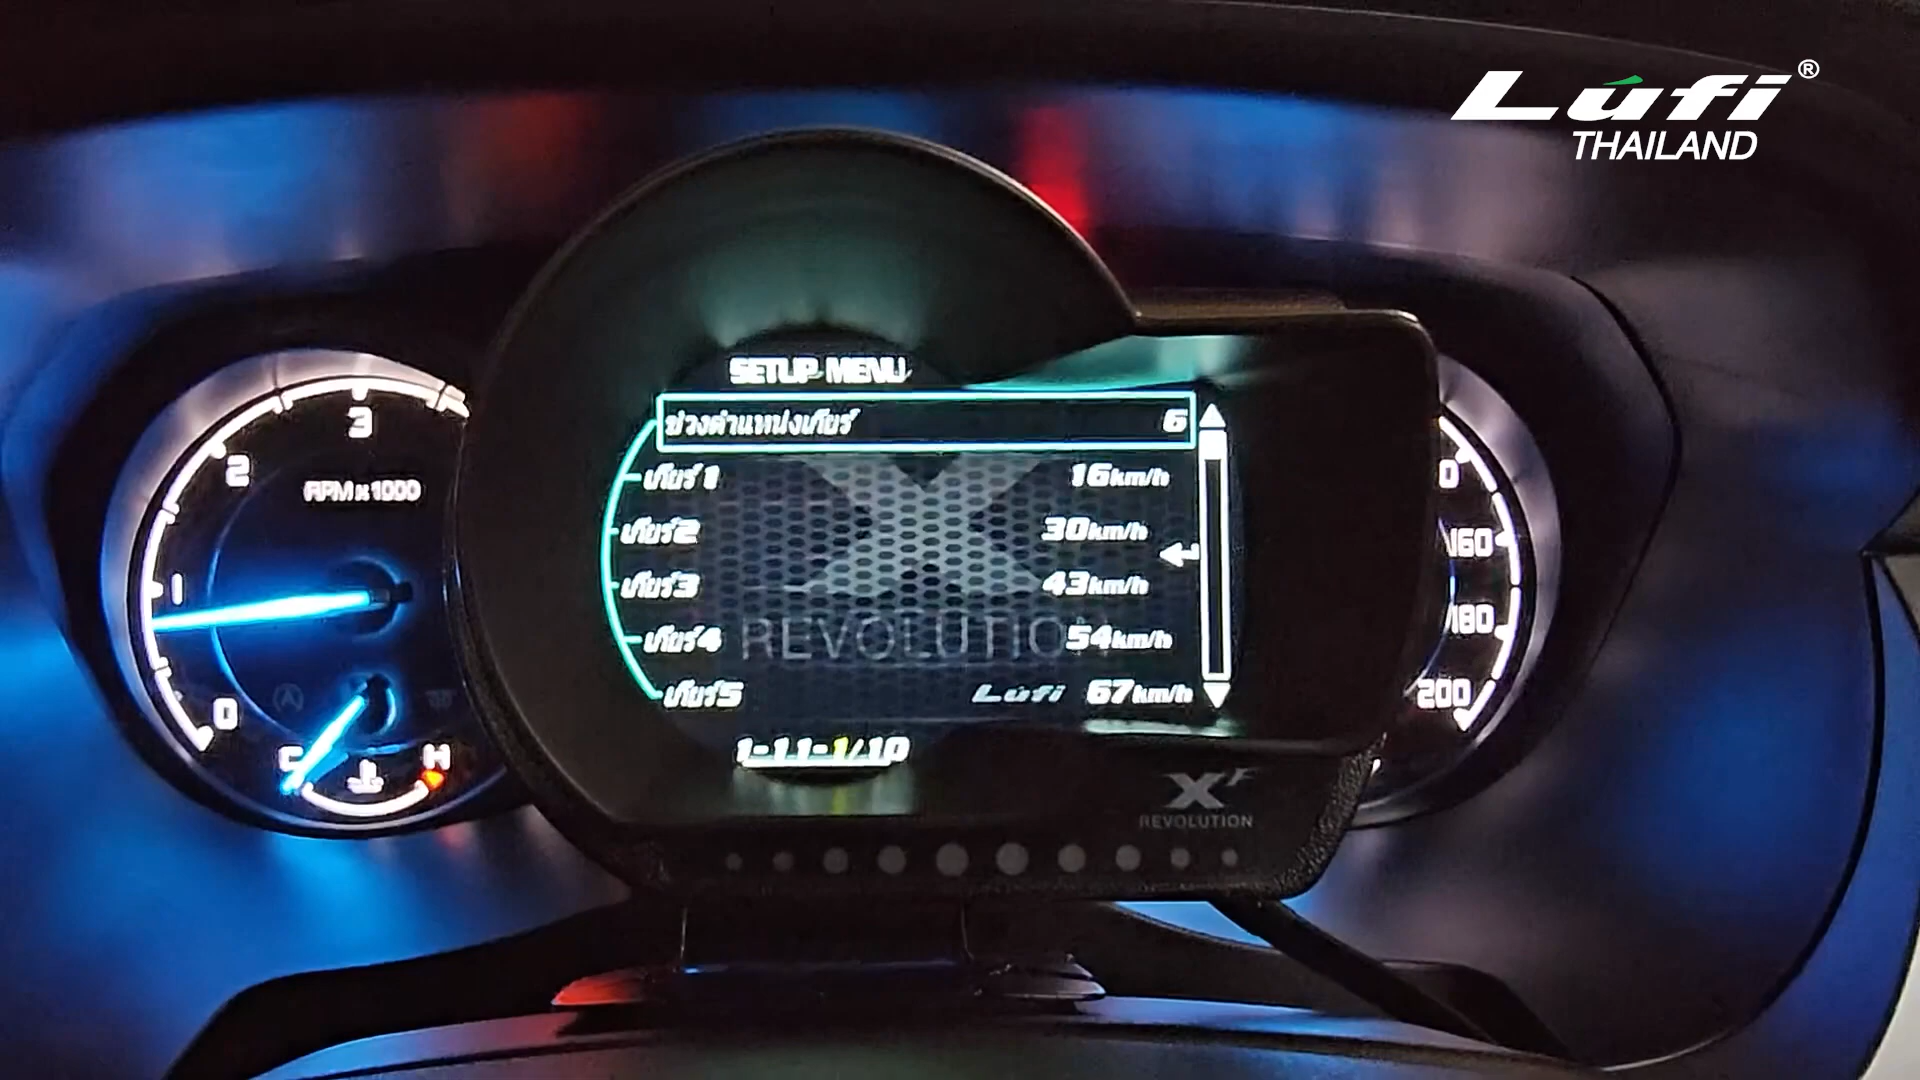 Lufi®
THAILAND
SETUP MENU
ช่วงตำแหน่งเกียร์ 6
เกียร์ 1 16km/h
เกียร์ 2 30km/h
เกียร์ 3 43km/h
เกียร์ 4 54km/h
REVOLUTION
เกียร์ 5 Lufi 67km/h
1-1.1-1/10
XF
REVOLUTION
3
2
RPM x 1000
1
0
C H
0
160
180
200